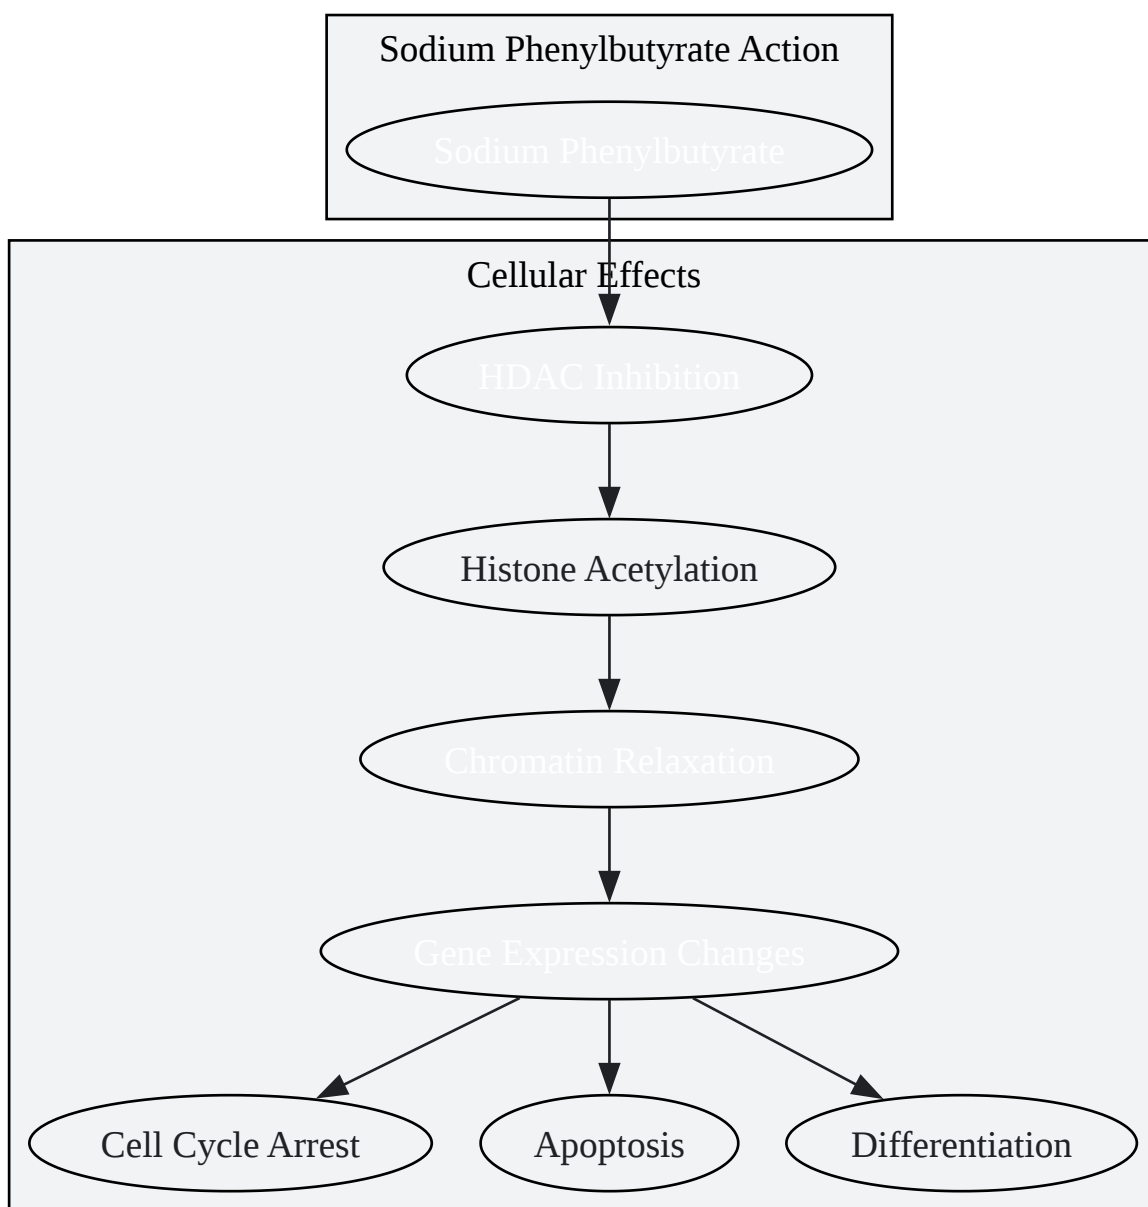 Sodium Phenylbutyrate Action
Sodium Phenylbutyrate
Cellular Effects
HDAC Inhibition
Histone Acetylation
Chromatin Relaxation
Gene Expression Changes
Cell Cycle Arrest
Apoptosis
Differentiation